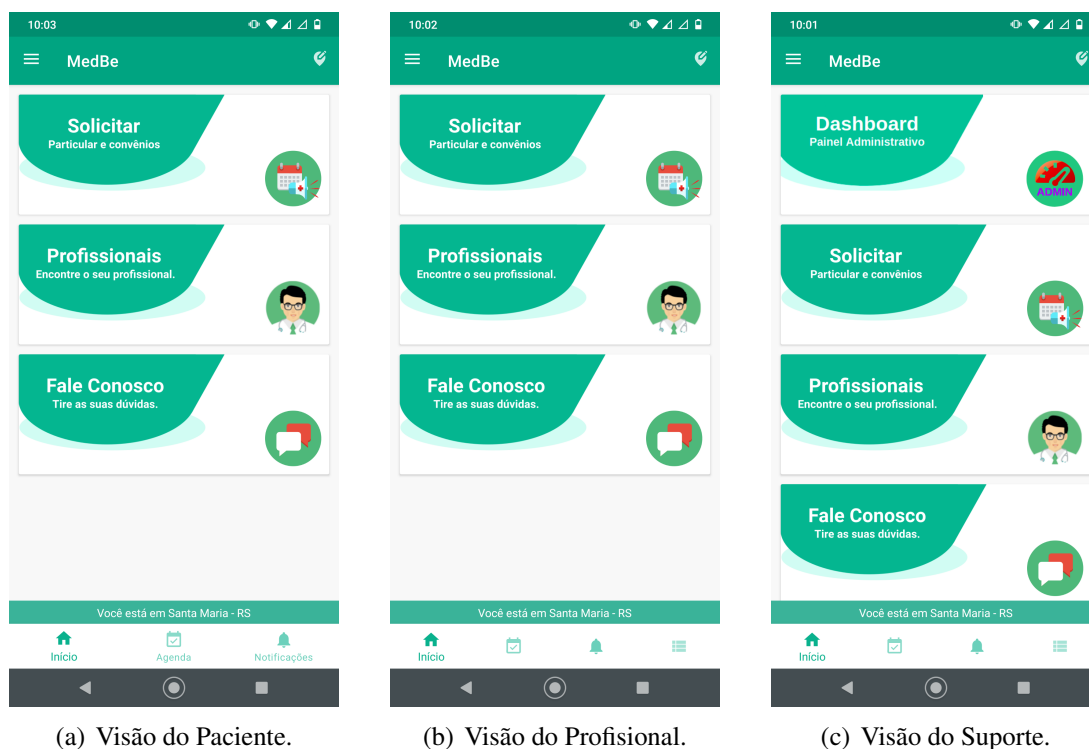 10:03
MedBe
Solicitar
Particular e convênios
Profissionais
Encontre o seu profissional.
Fale Conosco
Tire as suas dúvidas.
Você está em Santa Maria - RS
Início Agenda Notificações
(a) Visão do Paciente.
10:02
MedBe
Solicitar
Particular e convênios
Profissionais
Encontre o seu profissional.
Fale Conosco
Tire as suas dúvidas.
Você está em Santa Maria - RS
Início
(b) Visão do Profisional.
10:01
MedBe
Dashboard
Painel Administrativo
ADMIN
Solicitar
Particular e convênios
Profissionais
Encontre o seu profissional.
Fale Conosco
Tire as suas dúvidas.
Você está em Santa Maria - RS
Início
(c) Visão do Suporte.